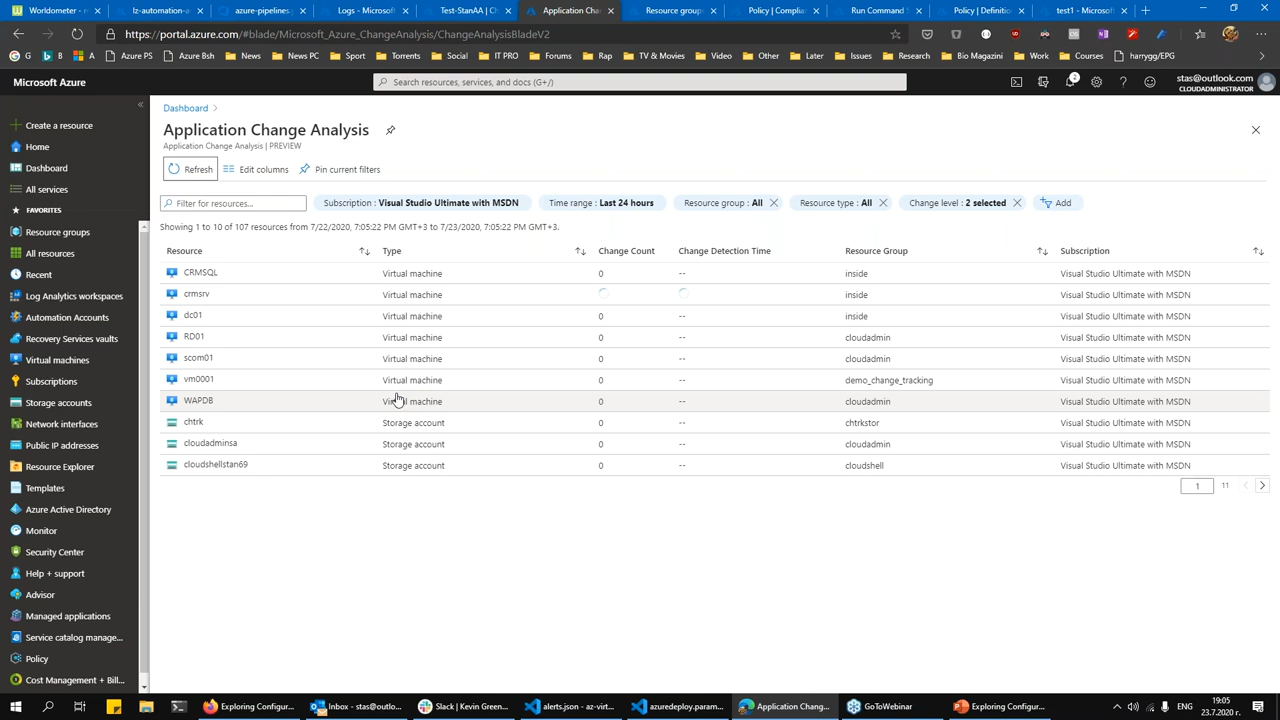 Worldometer - re
lz-automation-a
azure-pipelines-
Logs - Microsoft
Test-StanAA | Ch
Application Chan
Resource groups
Policy | Complian
Run Command S
Policy | Definitio
test1 - Microsoft
https://portal.azure.com/#blade/Microsoft_Azure_ChangeAnalysis/ChangeAnalysisBladeV2
G
B
A
Azure PS
Azure Bsh
News
News PC
Sport
Torrents
Social
IT PRO
Forums
Rap
TV & Movies
Video
Other
Later
Issues
Research
Bio Magazini
Work
Courses
harrygg/EPG
Microsoft Azure
Search resources, services, and docs (G+/)
2
stas@outlook.com
CLOUDADMINISTRATOR
Create a resource
Home
Dashboard
All services
FAVORITES
Resource groups
All resources
Recent
Log Analytics workspaces
Automation Accounts
Recovery Services vaults
Virtual machines
Subscriptions
Storage accounts
Network interfaces
Public IP addresses
Resource Explorer
Templates
Azure Active Directory
Monitor
Security Center
Help + support
Advisor
Managed applications
Service catalog manage...
Policy
Cost Management + Bill...
Dashboard >
Application Change Analysis
Application Change Analysis | PREVIEW
Refresh
Edit columns
Pin current filters
Filter for resources...
Subscription : Visual Studio Ultimate with MSDN
Time range : Last 24 hours
Resource group : All
Resource type : All
Change level : 2 selected
Add
Showing 1 to 10 of 107 resources from 7/22/2020, 7:05:22 PM GMT+3 to 7/23/2020, 7:05:22 PM GMT+3.
Resource Type Change Count Change Detection Time Resource Group Subscription
CRMSQL Virtual machine 0 -- inside Visual Studio Ultimate with MSDN
crmsrv Virtual machine inside Visual Studio Ultimate with MSDN
dc01 Virtual machine 0 -- inside Visual Studio Ultimate with MSDN
RD01 Virtual machine 0 -- cloudadmin Visual Studio Ultimate with MSDN
scom01 Virtual machine 0 -- cloudadmin Visual Studio Ultimate with MSDN
vm0001 Virtual machine 0 -- demo_change_tracking Visual Studio Ultimate with MSDN
WAPDB Virtual machine 0 -- cloudadmin Visual Studio Ultimate with MSDN
chtrk Storage account 0 -- chtrkstor Visual Studio Ultimate with MSDN
cloudadminsa Storage account 0 -- cloudadmin Visual Studio Ultimate with MSDN
cloudshellstan69 Storage account 0 -- cloudshell Visual Studio Ultimate with MSDN
1 11
Exploring Configur...
Inbox - stas@outlo...
Slack | Kevin Green...
alerts.json - az-virt...
azuredeploy.param...
Application Chang...
GoToWebinar
Exploring Configur...
ENG
19:05
23.7.2020 г.